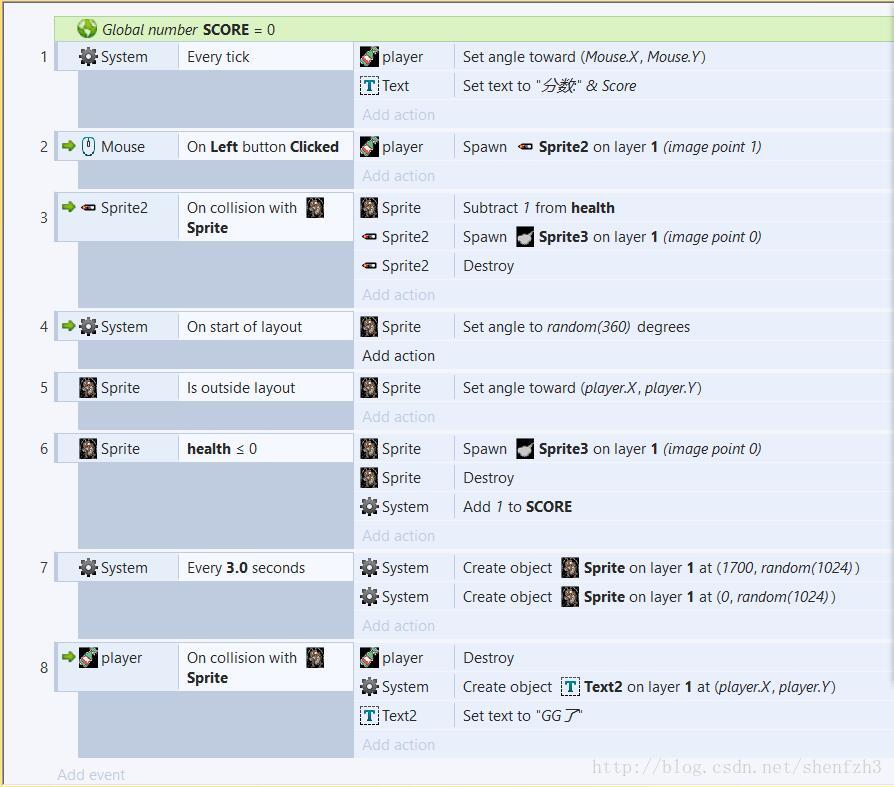 Global number SCORE = 0
1 System Every tick player Set angle toward (Mouse.X, Mouse.Y)
Text Set text to "分数:" & Score
Add action
2 Mouse On Left button Clicked player Spawn Sprite2 on layer 1 (image point 1)
Add action
3 Sprite2 On collision with Sprite Sprite Subtract 1 from health
Sprite2 Spawn Sprite3 on layer 1 (image point 0)
Sprite2 Destroy
Add action
4 System On start of layout Sprite Set angle to random(360) degrees
Add action
5 Sprite Is outside layout Sprite Set angle toward (player.X, player.Y)
Add action
6 Sprite health ≤ 0 Sprite Spawn Sprite3 on layer 1 (image point 0)
Sprite Destroy
System Add 1 to SCORE
Add action
7 System Every 3.0 seconds System Create object Sprite on layer 1 at (1700, random(1024))
System Create object Sprite on layer 1 at (0, random(1024))
Add action
8 player On collision with Sprite player Destroy
System Create object Text2 on layer 1 at (player.X, player.Y)
Text2 Set text to "GG了"
Add action
Add event
http://blog.csdn.net/shenfzh3